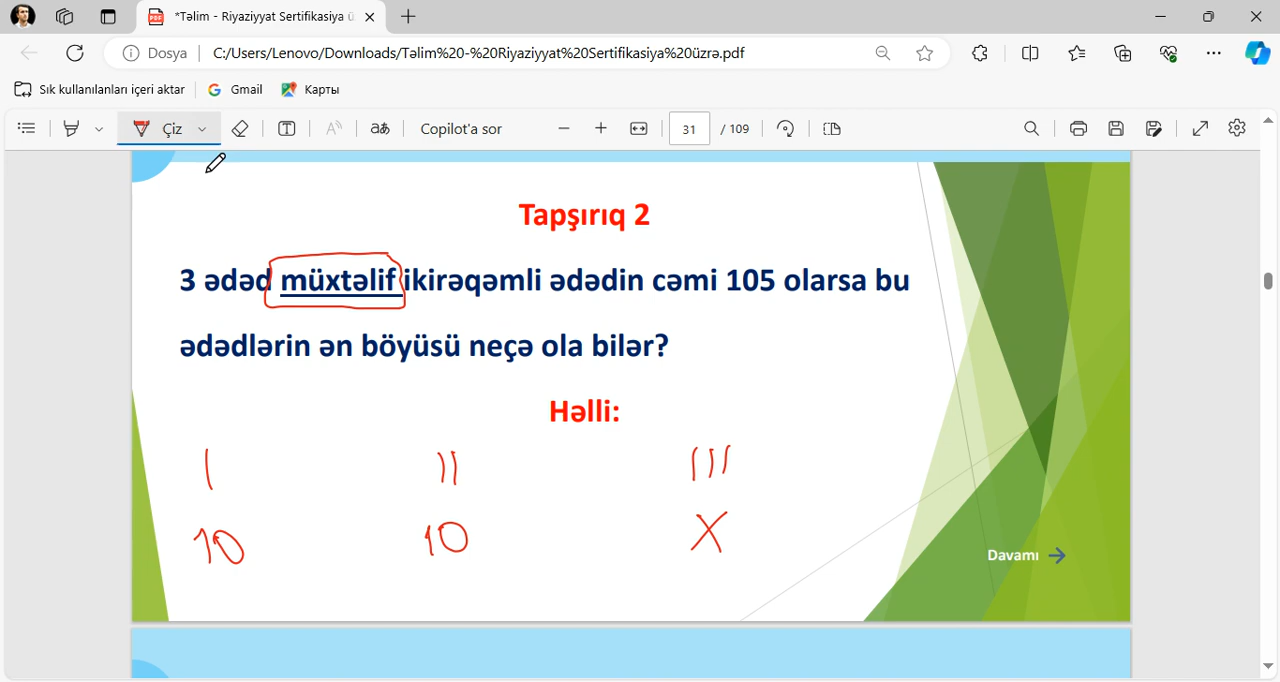 *Təlim - Riyaziyyat Sertifikasiya ü
Dosya
C:/Users/Lenovo/Downloads/Təlim%20-%20Riyaziyyat%20Sertifikasiya%20üzrə.pdf
Sık kullanılanları içeri aktar
Gmail
Карты
Çiz
aあ
Copilot'a sor
31 / 109
Tapşırıq 2
3 ədəd müxtəlif ikirəqəmli ədədin cəmi 105 olarsa bu
ədədlərin ən böyüsü neçə ola bilər?
Həlli:
I II III
10 10 X
Davamı